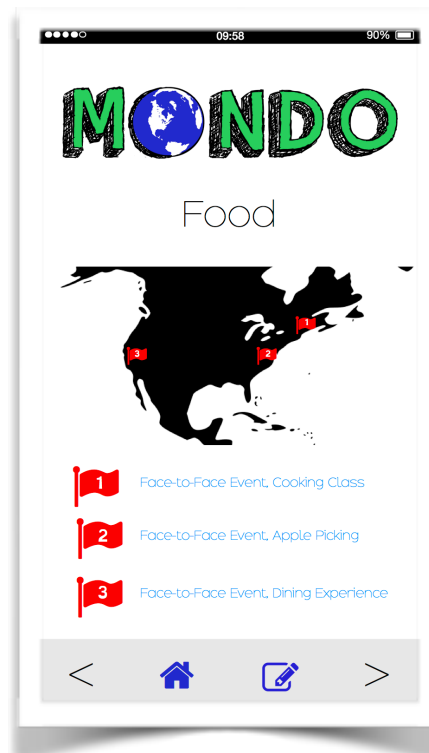 09:58
90%
MONDO
Food
1
2
3
1 Face-to-Face Event, Cooking Class
2 Face-to-Face Event, Apple Picking
3 Face-to-Face Event, Dining Experience
< >